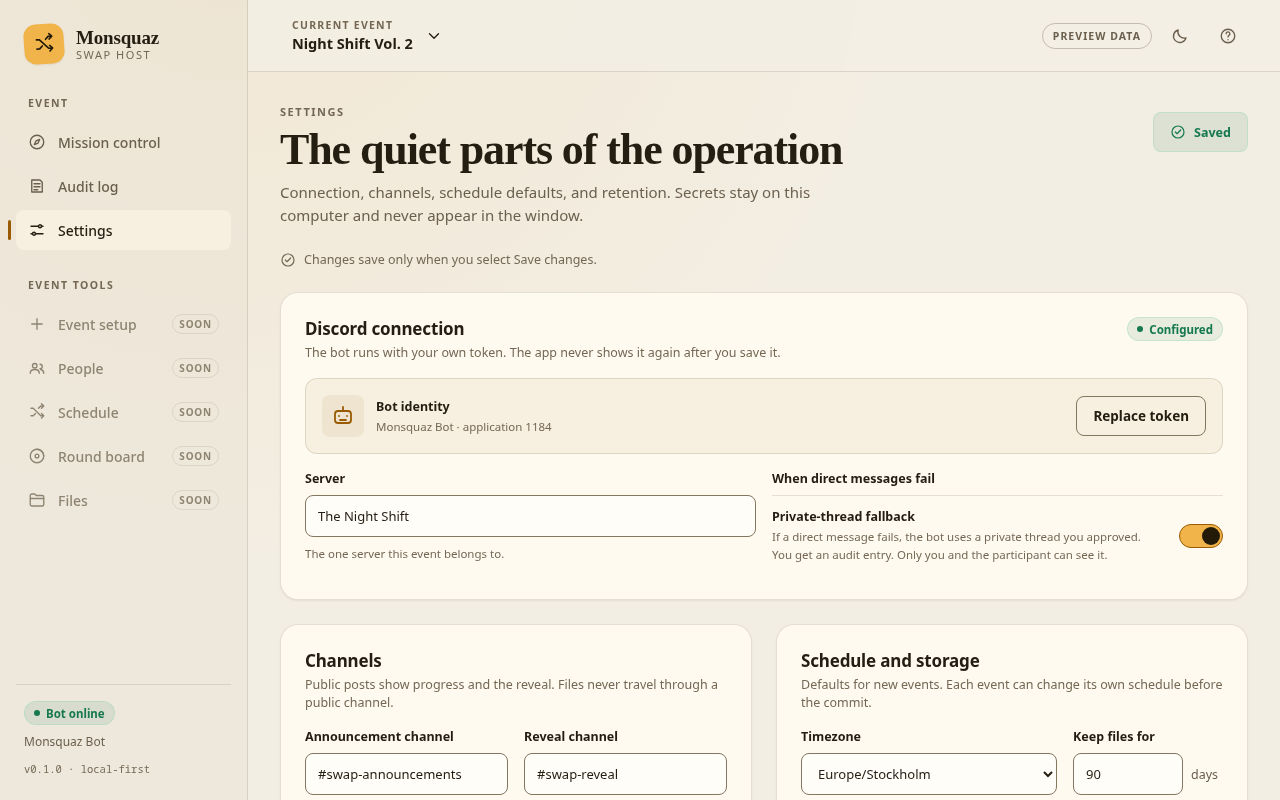 Monsquaz
SWAP HOST
EVENT
Mission control
Audit log
Settings
EVENT TOOLS
Event setup SOON
People SOON
Schedule SOON
Round board SOON
Files SOON
Bot online
Monsquaz Bot
v0.1.0 · local-first
CURRENT EVENT
Night Shift Vol. 2
PREVIEW DATA
SETTINGS
The quiet parts of the operation
Connection, channels, schedule defaults, and retention. Secrets stay on this
computer and never appear in the window.
Saved
Changes save only when you select Save changes.
Discord connection
The bot runs with your own token. The app never shows it again after you save it.
Configured
Bot identity
Monsquaz Bot · application 1184
Replace token
Server
The Night Shift
The one server this event belongs to.
When direct messages fail
Private-thread fallback
If a direct message fails, the bot uses a private thread you approved.
You get an audit entry. Only you and the participant can see it.
Channels
Public posts show progress and the reveal. Files never travel through a
public channel.
Announcement channel
#swap-announcements
Reveal channel
#swap-reveal
Schedule and storage
Defaults for new events. Each event can change its own schedule before
the commit.
Timezone
Europe/Stockholm
Keep files for
90 days